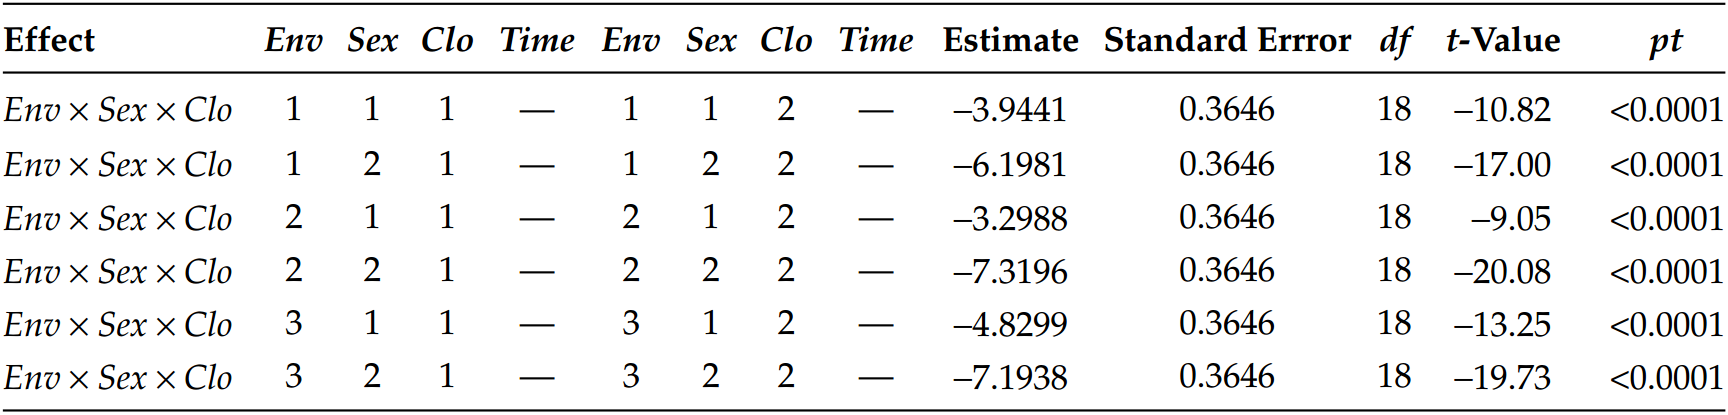 Effect Env Sex Clo Time Env Sex Clo Time Estimate Standard Errror df t-Value pt
Env × Sex × Clo 1 1 1 — 1 1 2 — –3.9441 0.3646 18 –10.82 <0.0001
Env × Sex × Clo 1 2 1 — 1 2 2 — –6.1981 0.3646 18 –17.00 <0.0001
Env × Sex × Clo 2 1 1 — 2 1 2 — –3.2988 0.3646 18 –9.05 <0.0001
Env × Sex × Clo 2 2 1 — 2 2 2 — –7.3196 0.3646 18 –20.08 <0.0001
Env × Sex × Clo 3 1 1 — 3 1 2 — –4.8299 0.3646 18 –13.25 <0.0001
Env × Sex × Clo 3 2 1 — 3 2 2 — –7.1938 0.3646 18 –19.73 <0.0001